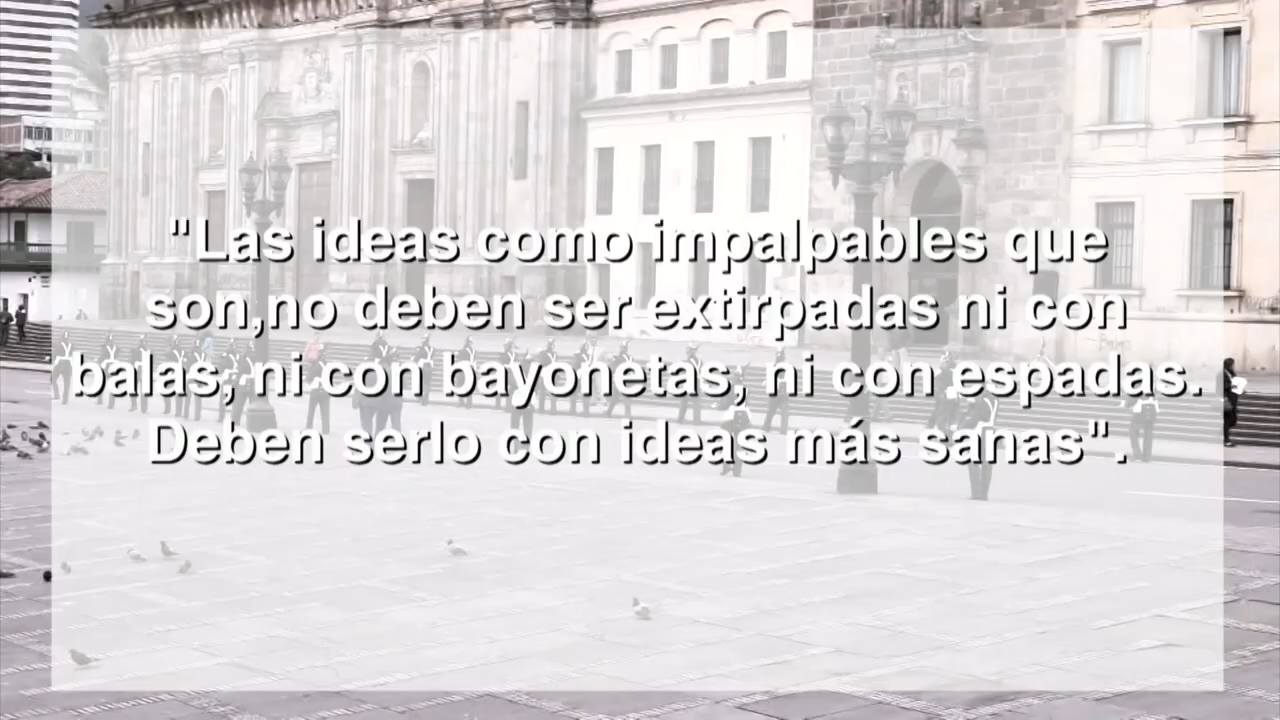 "Las ideas como impalpables que
son,no deben ser extirpadas ni con
balas, ni con bayonetas, ni con espadas.
Deben serlo con ideas más sanas".